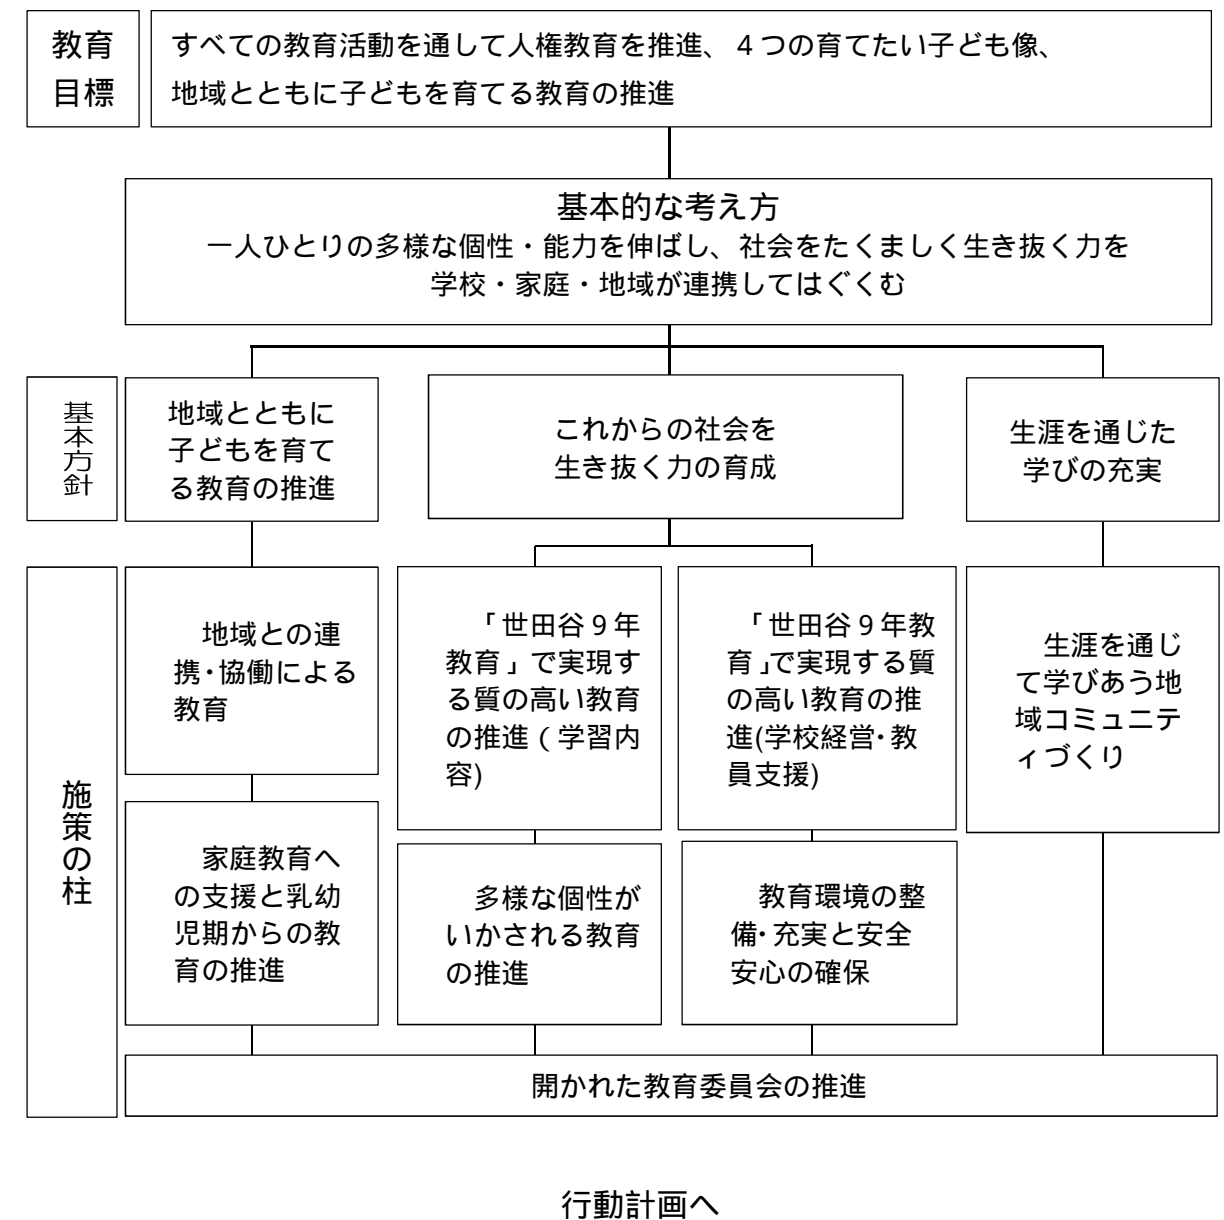 教育
目標
すべての教育活動を通して人権教育を推進、４つの育てたい子ども像、
地域とともに子どもを育てる教育の推進
基本的な考え方
一人ひとりの多様な個性・能力を伸ばし、社会をたくましく生き抜く力を
学校・家庭・地域が連携してはぐくむ
基本方針
地域とともに
子どもを育て
る教育の推進
これからの社会を
生き抜く力の育成
生涯を通じた
学びの充実
施策の柱
地域との連
携・協働による
教育
「世田谷９年
教育」で実現す
る質の高い教育
の推進（学習内
容)
「世田谷９年教
育」で実現する質
の高い教育の推
進(学校経営・教
員支援)
生涯を通じ
て学びあう地
域コミュニテ
ィづくり
家庭教育へ
の支援と乳幼
児期からの教
育の推進
多様な個性が
いかされる教育
の推進
教育環境の整
備・充実と安全
安心の確保
開かれた教育委員会の推進
行動計画へ